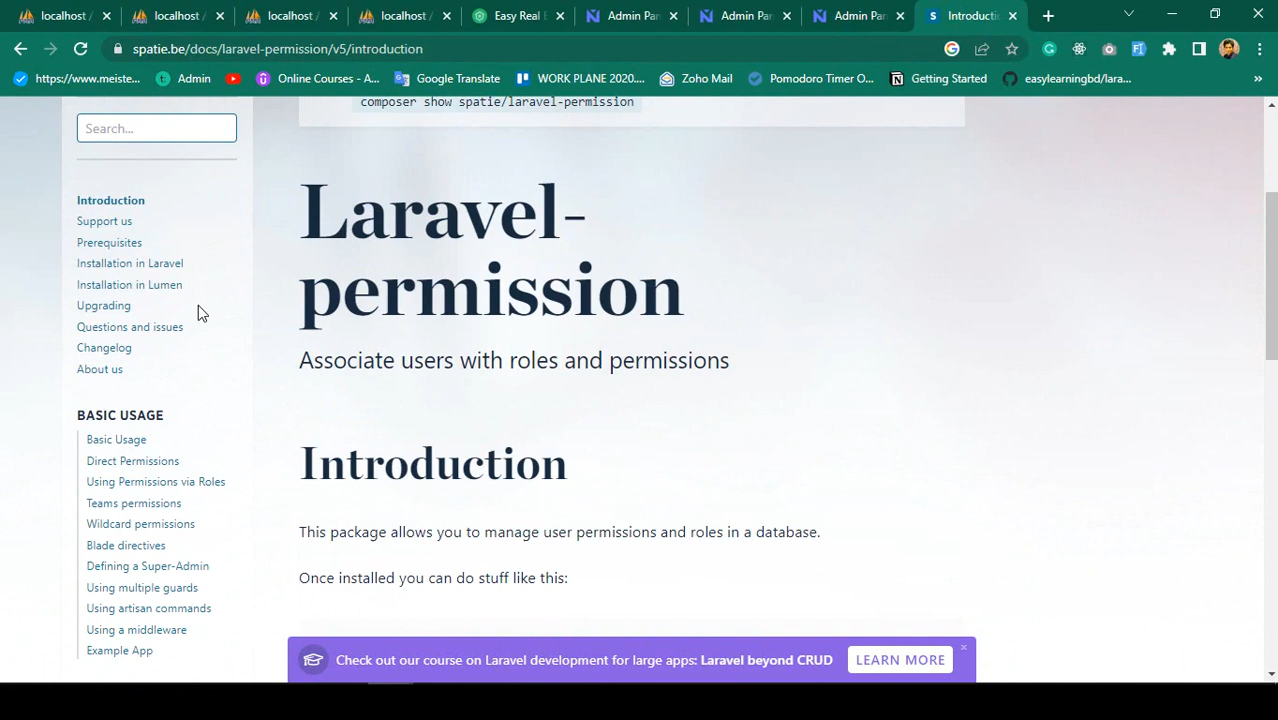 localhost /
localhost /
localhost /
localhost /
Easy Real E
Admin Pan
Admin Pan
Admin Pan
Introductio
spatie.be/docs/laravel-permission/v5/introduction
https://www.meiste...
Admin
Online Courses - A...
Google Translate
WORK PLANE 2020....
Zoho Mail
Pomodoro Timer O...
Getting Started
easylearningbd/lara...
»
composer show spatie/laravel-permission
Search...
Introduction
Support us
Prerequisites
Installation in Laravel
Installation in Lumen
Upgrading
Questions and issues
Changelog
About us
BASIC USAGE
Basic Usage
Direct Permissions
Using Permissions via Roles
Teams permissions
Wildcard permissions
Blade directives
Defining a Super-Admin
Using multiple guards
Using artisan commands
Using a middleware
Example App
Laravel-
permission
Associate users with roles and permissions
Introduction
This package allows you to manage user permissions and roles in a database.
Once installed you can do stuff like this:
Check out our course on Laravel development for large apps: Laravel beyond CRUD
LEARN MORE